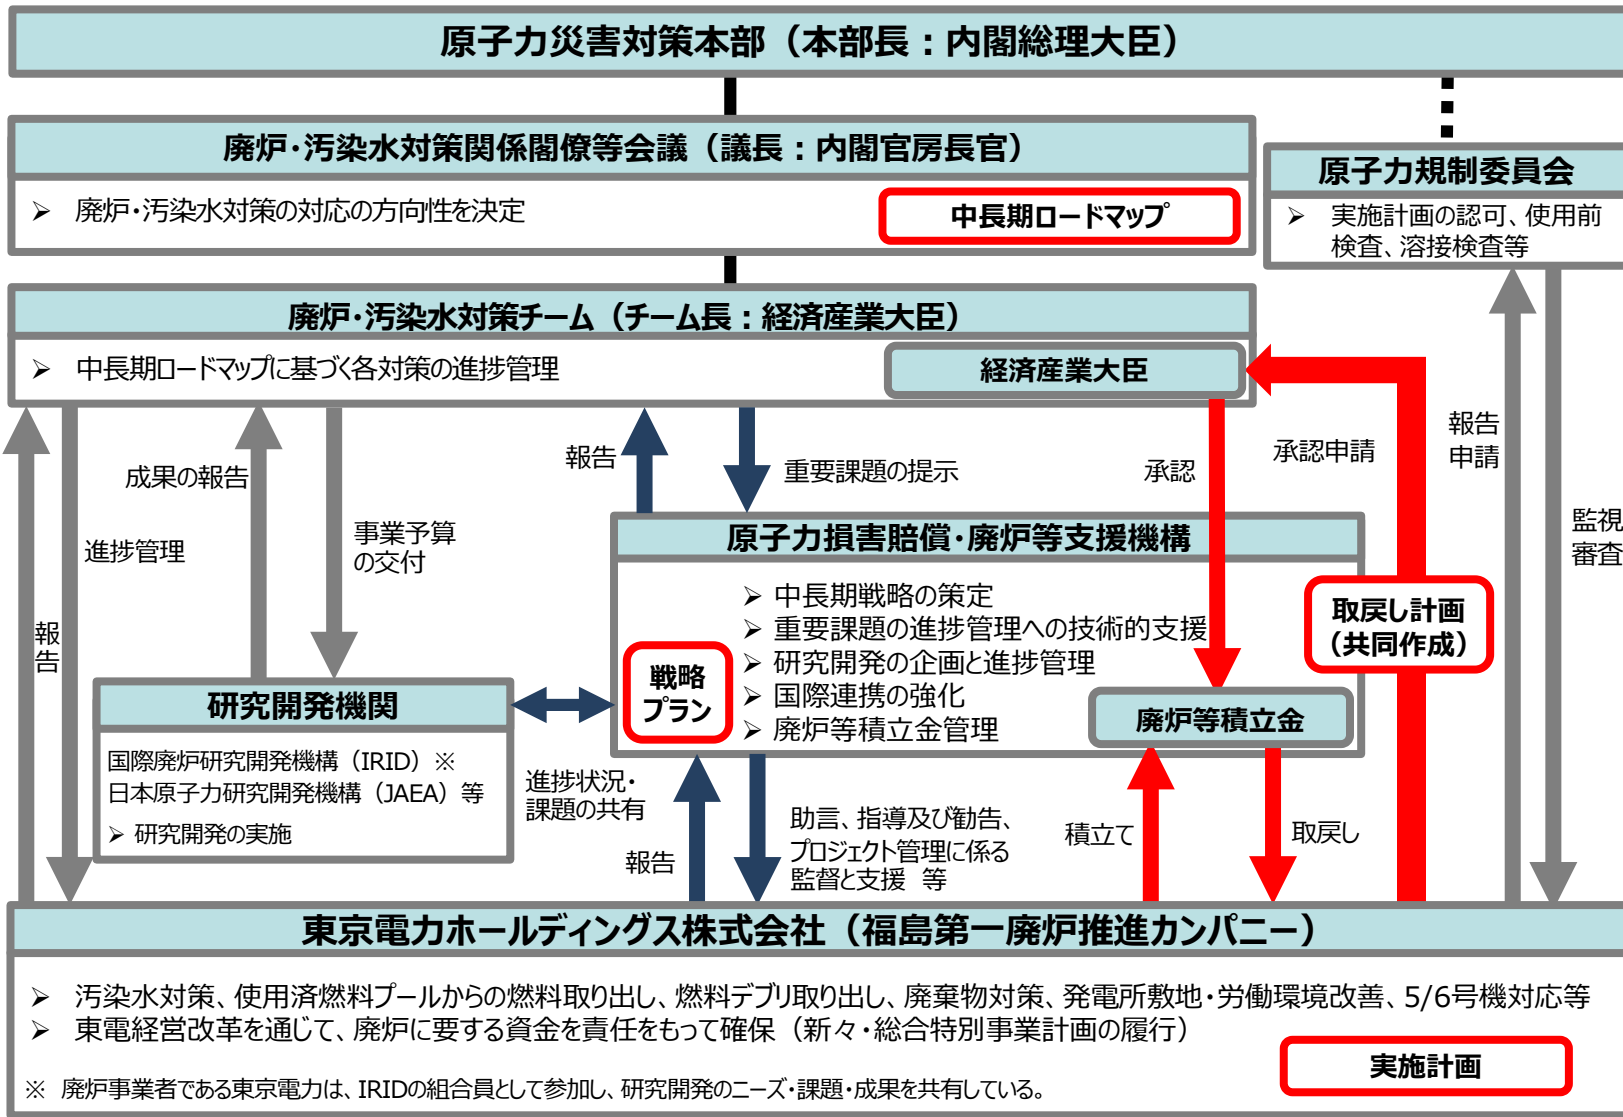 原子力災害対策本部（本部長：内閣総理大臣）
廃炉・汚染水対策関係閣僚等会議（議長：内閣官房長官）
➢ 廃炉・汚染水対策の対応の方向性を決定
中長期ロードマップ
原子力規制委員会
➢ 実施計画の認可、使用前
検査、溶接検査等
廃炉・汚染水対策チーム（チーム長：経済産業大臣）
➢ 中長期ロードマップに基づく各対策の進捗管理
経済産業大臣
報告
進捗管理
成果の報告
事業予算
の交付
報告
重要課題の提示
承認
承認申請
報告
申請
監視
審査
原子力損害賠償・廃炉等支援機構
➢ 中長期戦略の策定
➢ 重要課題の進捗管理への技術的支援
➢ 研究開発の企画と進捗管理
➢ 国際連携の強化
➢ 廃炉等積立金管理
戦略
プラン
廃炉等積立金
取戻し計画
（共同作成）
研究開発機関
国際廃炉研究開発機構（IRID）※
日本原子力研究開発機構（JAEA）等
➢ 研究開発の実施
進捗状況・
課題の共有
報告
助言、指導及び勧告、
プロジェクト管理に係る
監督と支援 等
積立て
取戻し
東京電力ホールディングス株式会社（福島第一廃炉推進カンパニー）
➢ 汚染水対策、使用済燃料プールからの燃料取り出し、燃料デブリ取り出し、廃棄物対策、発電所敷地・労働環境改善、5/6号機対応等
➢ 東電経営改革を通じて、廃炉に要する資金を責任をもって確保（新々・総合特別事業計画の履行）
実施計画
※ 廃炉事業者である東京電力は、IRIDの組合員として参加し、研究開発のニーズ・課題・成果を共有している。